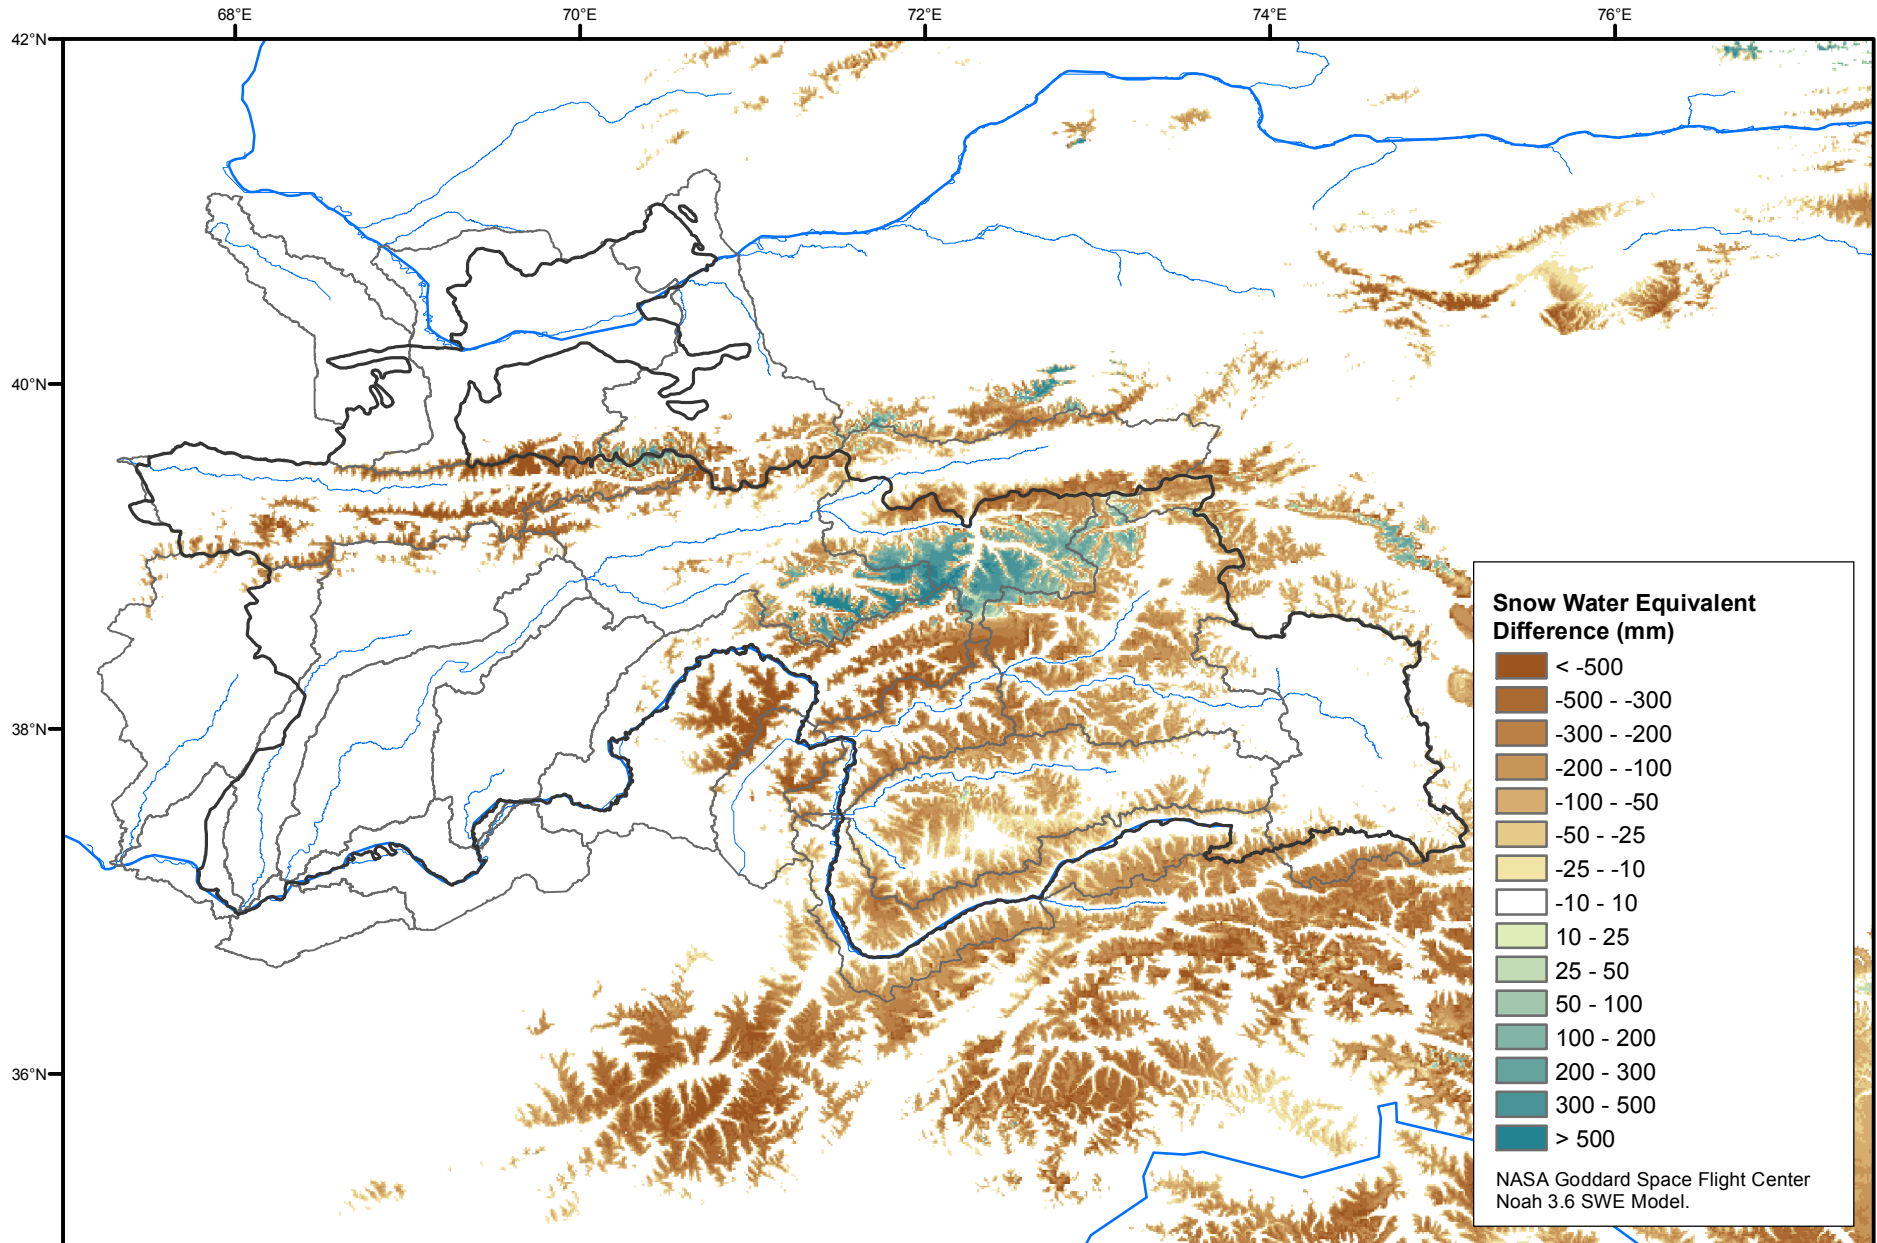 68°E
70°E
72°E
74°E
76°E
42°N
40°N
38°N
36°N
Snow Water Equivalent
Difference (mm)
< -500
-500 - -300
-300 - -200
-200 - -100
-100 - -50
-50 - -25
-25 - -10
-10 - 10
10 - 25
25 - 50
50 - 100
100 - 200
200 - 300
300 - 500
> 500
NASA Goddard Space Flight Center
Noah 3.6 SWE Model.